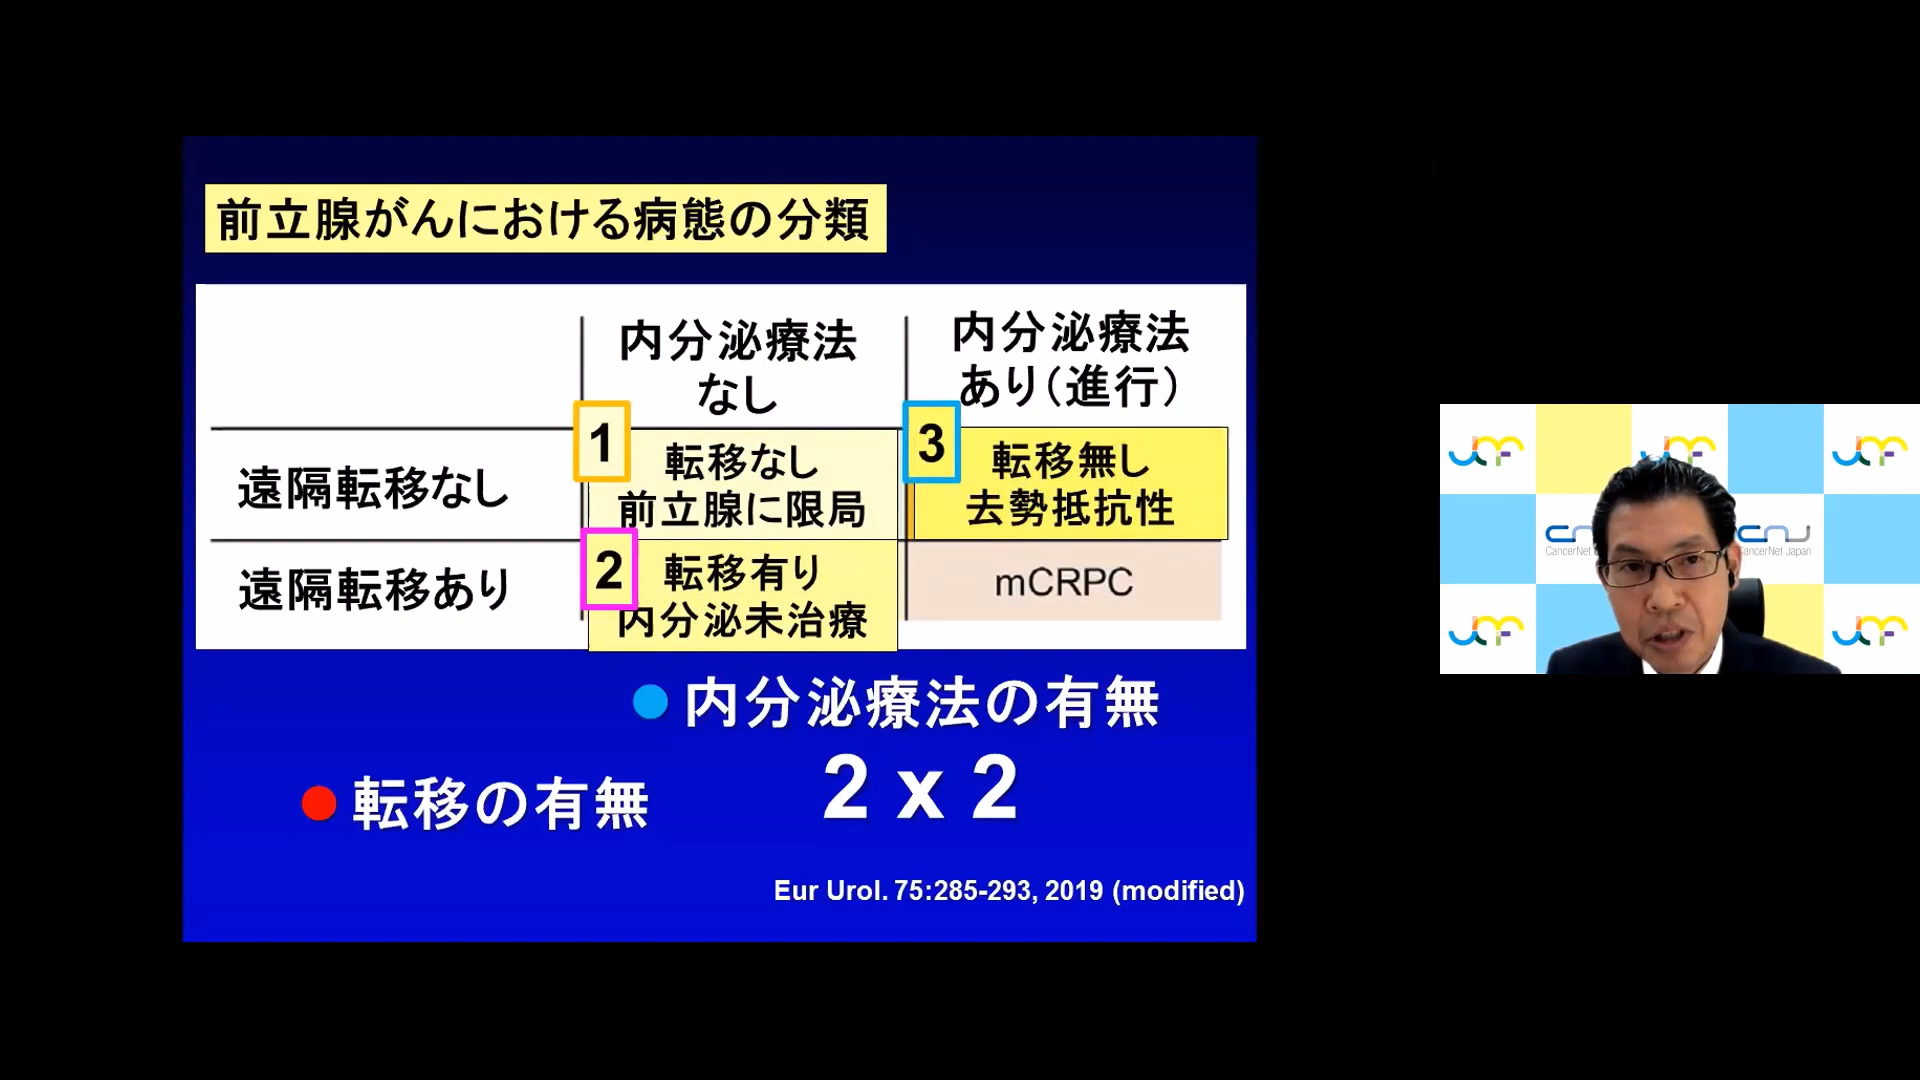 前立腺がんにおける病態の分類
内分泌療法
なし
内分泌療法
あり（進行）
遠隔転移なし
1
転移なし
前立腺に限局
3
転移無し
去勢抵抗性
遠隔転移あり
2
転移有り
内分泌未治療
mCRPC
内分泌療法の有無
2 x 2
転移の有無
Eur Urol. 75:285-293, 2019 (modified)
CancerNet Japan